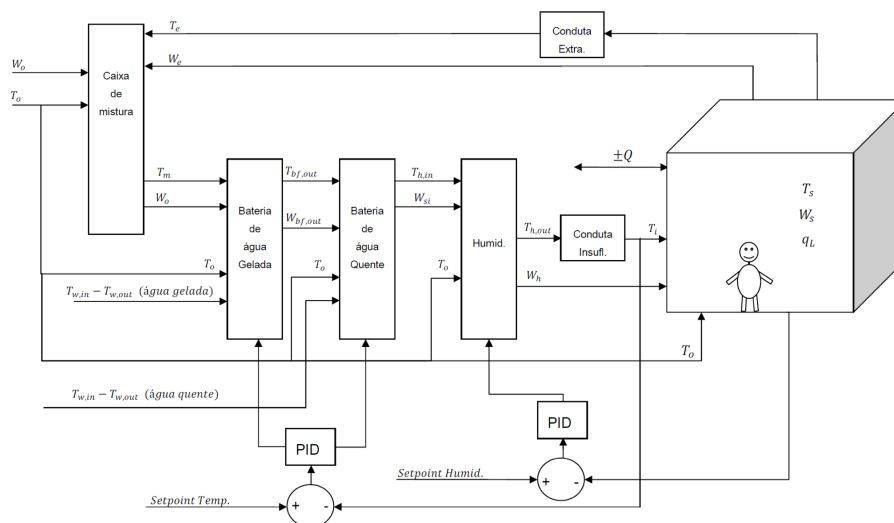 T_e
Conduta
Extra.
W_o
W_e
Caixa
de
mistura
T_o
±Q
T_m
T_bf,out
T_h,in
T_s
W_o
W_si
W_s
Bateria
de
água
Gelada
W_bf,out
Bateria
de
água
Quente
Humid.
T_h,out
Conduta
Insufl.
T_i
q_L
T_o
T_o
T_o
W_h
T_w,in − T_w,out (água gelada)
T_o
T_w,in − T_w,out (água quente)
PID
PID
Setpoint Humid.
+
-
Setpoint Temp.
+
-